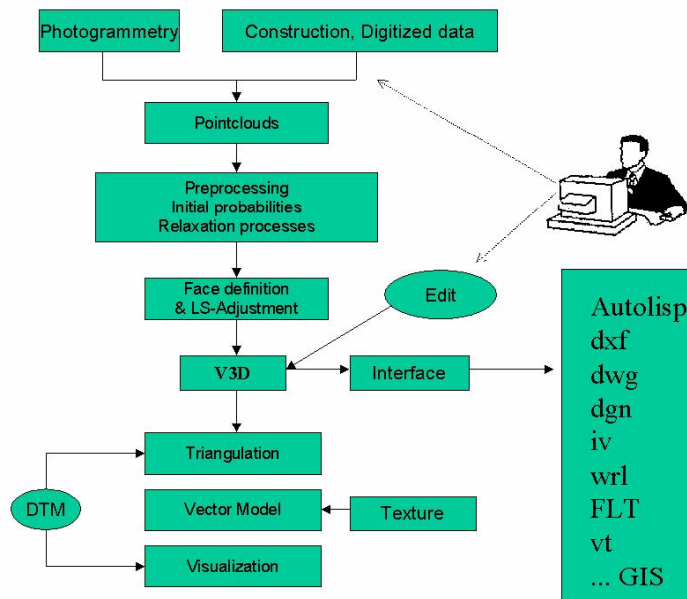 Photogrammetry
Construction, Digitized data
Pointclouds
Preprocessing
Initial probabilities
Relaxation processes
Face definition
& LS-Adjustment
Edit
V3D
Interface
Autolisp
dxf
dwg
dgn
iv
wrl
FLT
vt
... GIS
Triangulation
DTM
Vector Model
Texture
Visualization